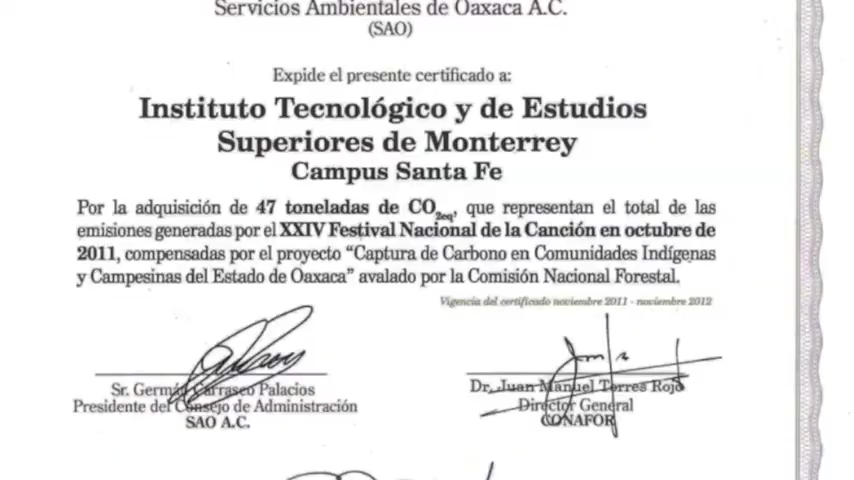 Servicios Ambientales de Oaxaca A.C.
(SAO)
Expide el presente certificado a:
Instituto Tecnológico y de Estudios
Superiores de Monterrey
Campus Santa Fe
Por la adquisición de 47 toneladas de CO2eq, que representan el total de las
emisiones generadas por el XXIV Festival Nacional de la Canción en octubre de
2011, compensadas por el proyecto “Captura de Carbono en Comunidades Indígenas
y Campesinas del Estado de Oaxaca” avalado por la Comisión Nacional Forestal.
Vigencia del certificado noviembre 2011 - noviembre 2012
Sr. Germán Carrasco Palacios
Presidente del Consejo de Administración
SAO A.C.
Dr. Juan Manuel Torres Rojo
Director General
CONAFOR